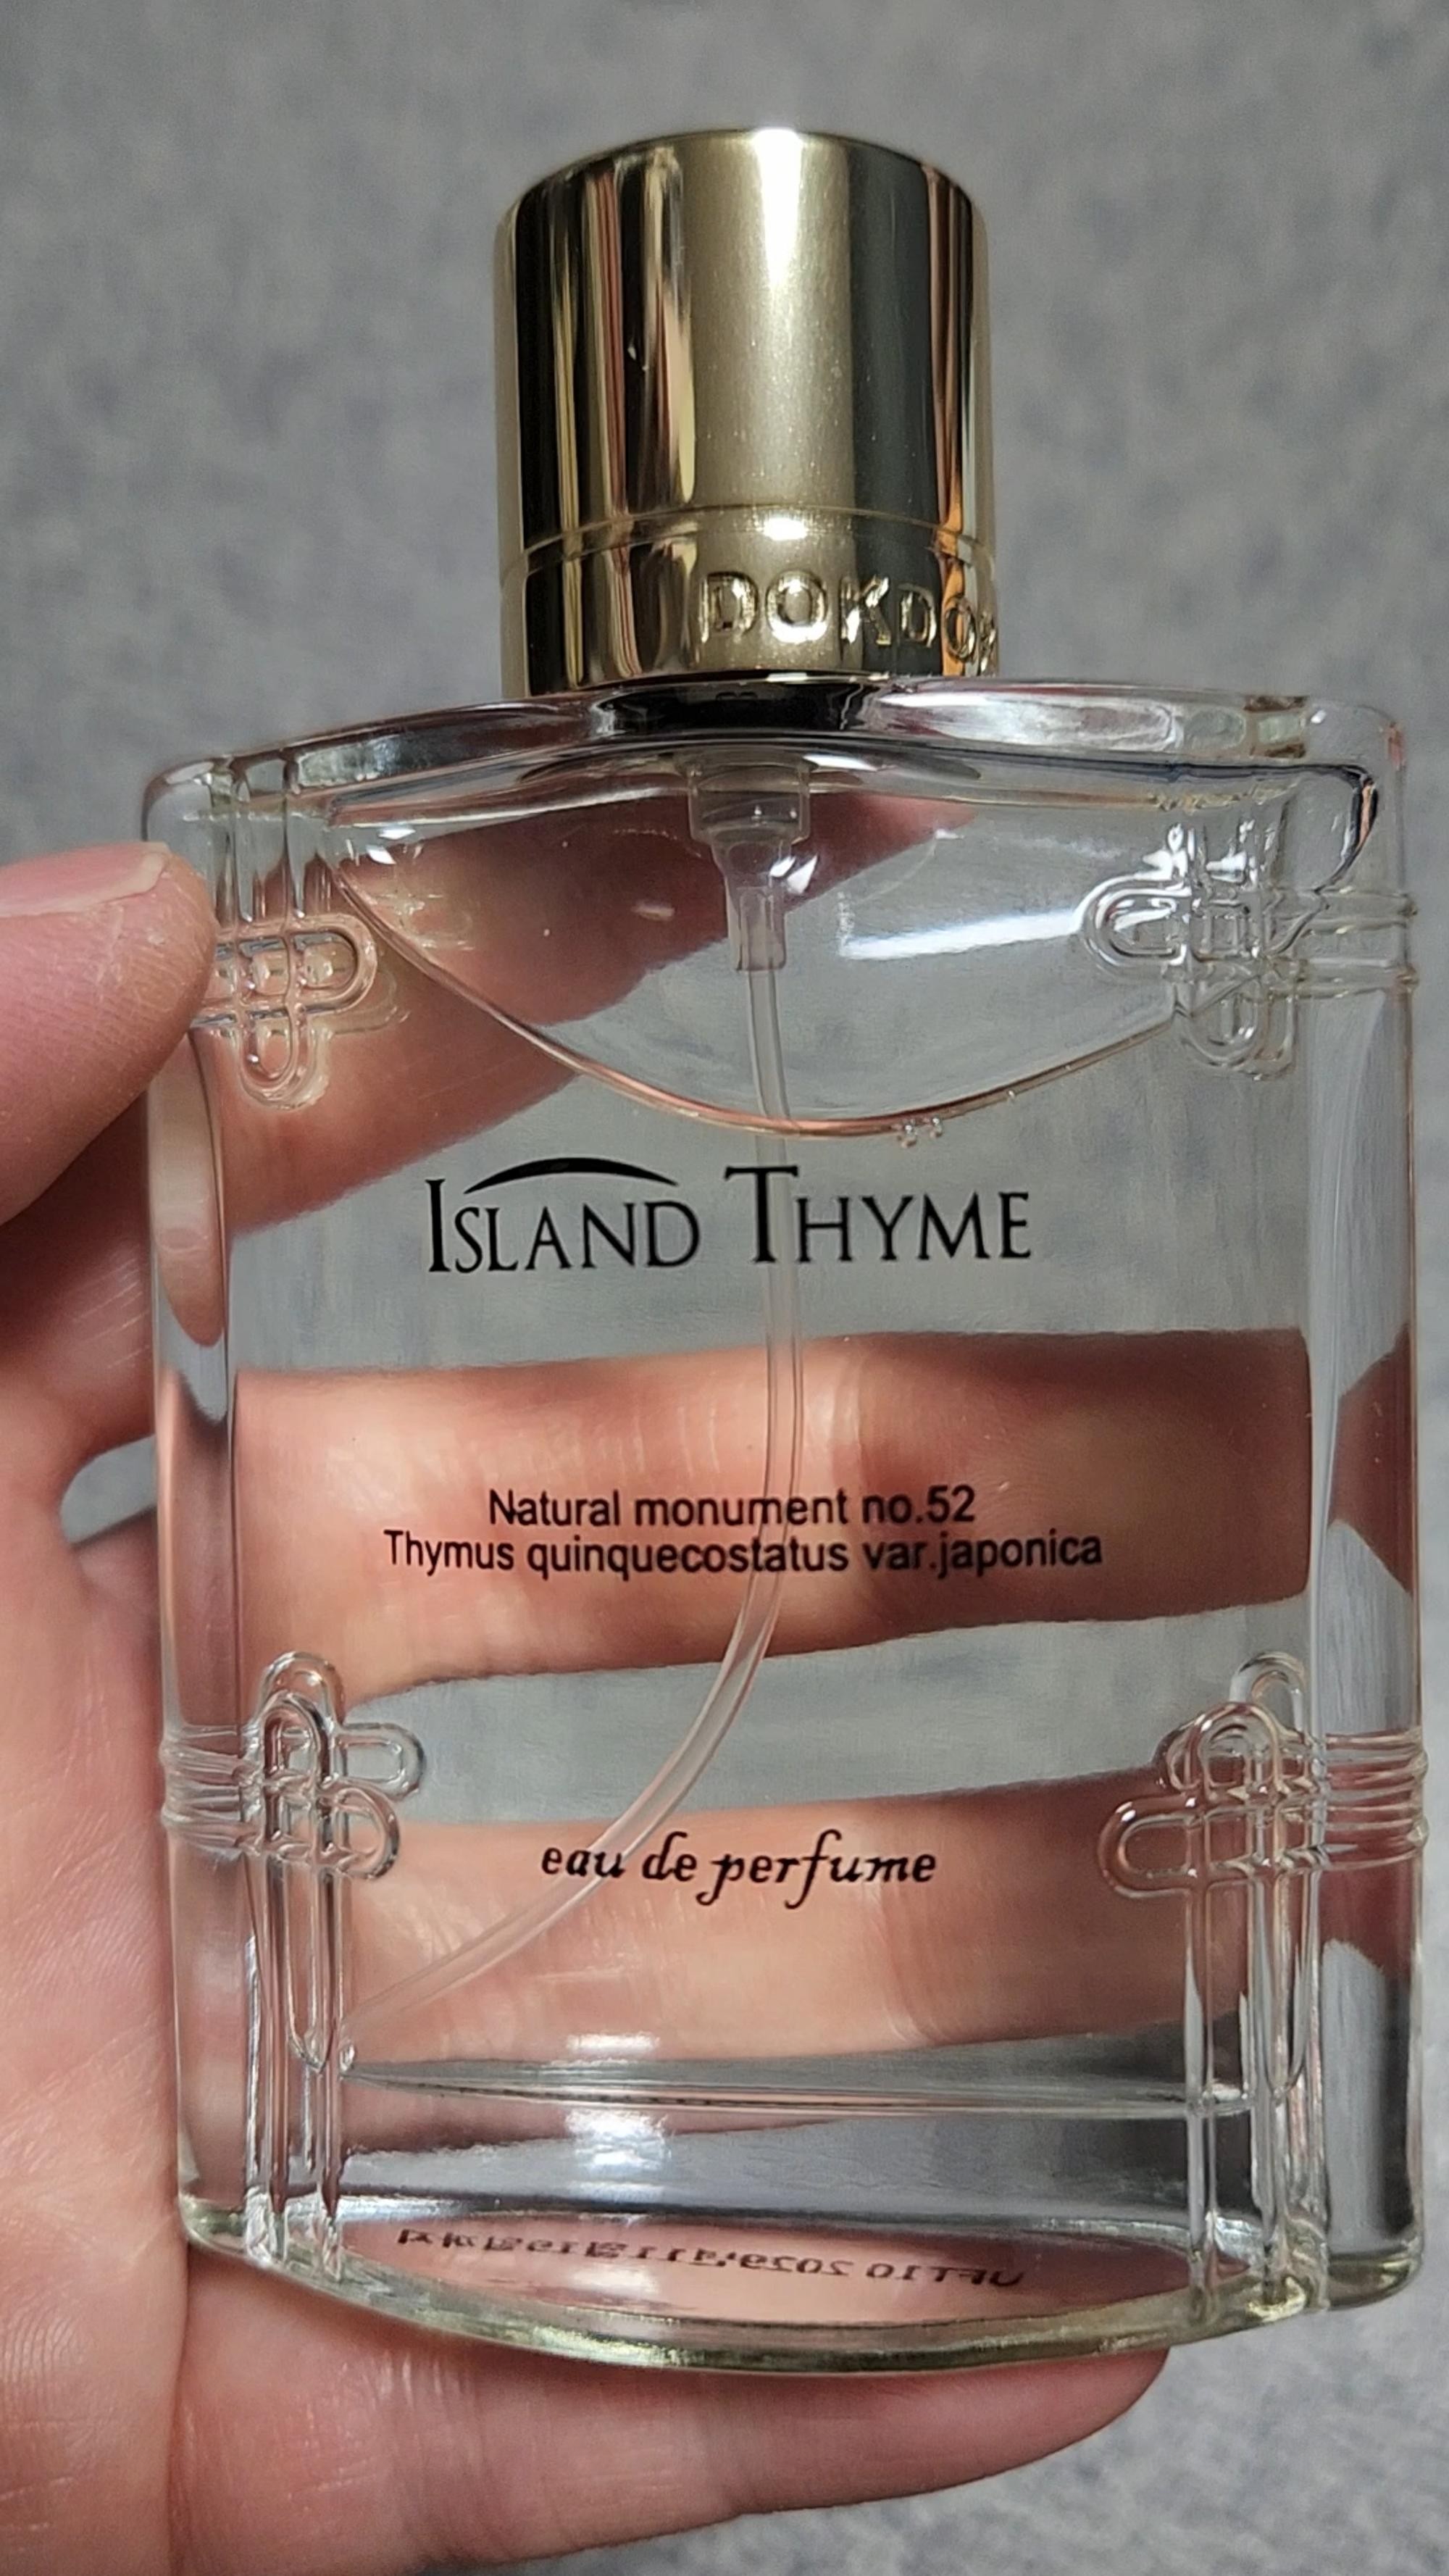 DOKDO
ISLAND THYME
Natural monument no.52
Thymus quinquecostatus var.japonica
eau de perfume